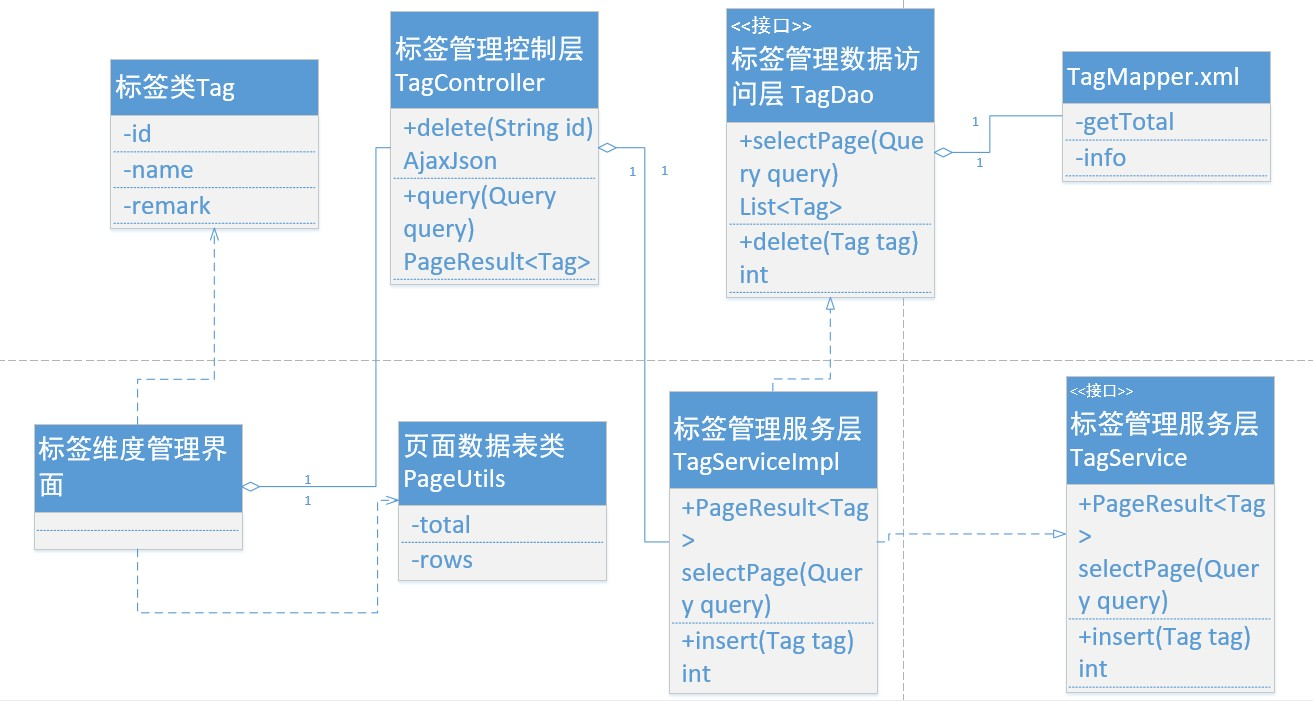 标签类Tag
-id
-name
-remark
标签管理控制层
TagController
+delete(String id)
AjaxJson
+query(Query
query)
PageResult<Tag>
<<接口>>
标签管理数据访
问层 TagDao
+selectPage(Que
ry query)
List<Tag>
+delete(Tag tag)
int
TagMapper.xml
-getTotal
-info
1
1
1
1
标签维度管理界
面
1
1
页面数据表类
PageUtils
-total
-rows
标签管理服务层
TagServiceImpl
+PageResult<Tag
>
selectPage(Quer
y query)
+insert(Tag tag)
int
<<接口>>
标签管理服务层
TagService
+PageResult<Tag
>
selectPage(Quer
y query)
+insert(Tag tag)
int